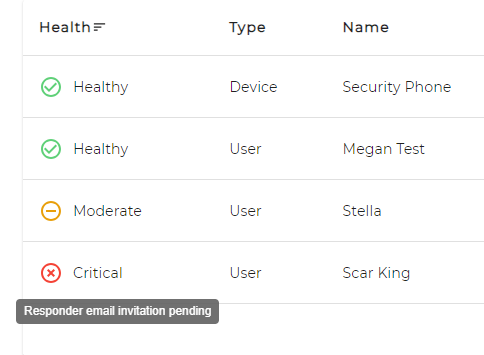 Health Type Name
Healthy Device Security Phone
Healthy User Megan Test
Moderate User Stella
Critical User Scar King
Responder email invitation pending